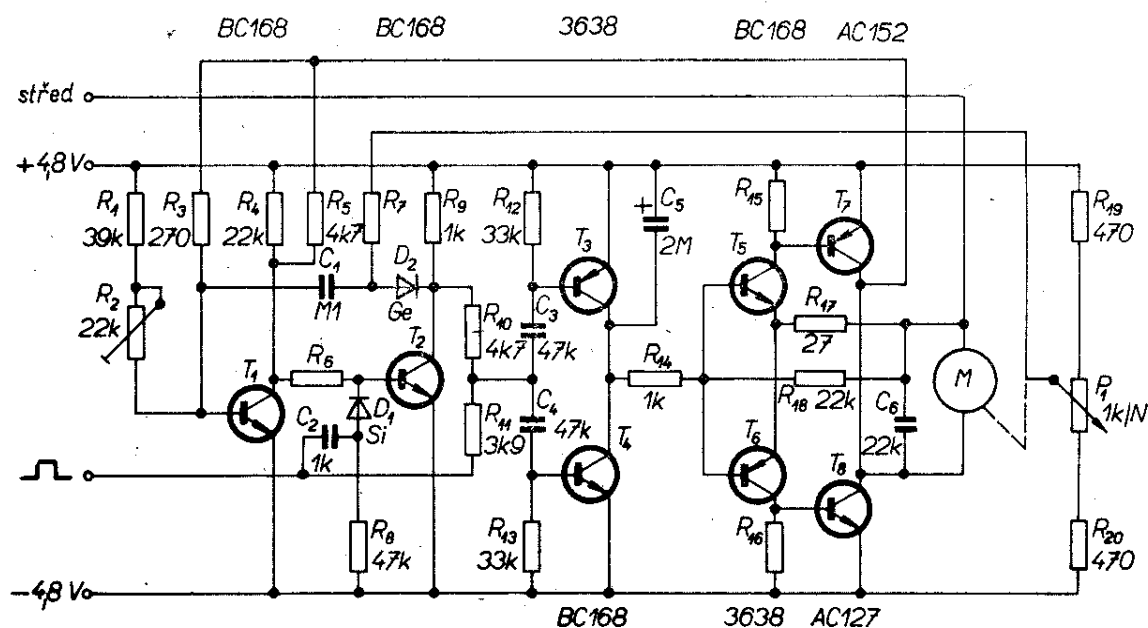 BC168 BC168 3638 BC168 AC152
střed
+4,8V
R1 39k
R3 270
R4 22k
R5 4k7
R7
R9 1k
R12 33k
C5 2M
+
R15
T7
R19 470
C1 M1
D2 Ge
T3
T5
R2 22k
R10 4k7
C3 47k
R17 27
T1
R6
T2
R14 1k
R18 22k
M
P1 1k/N
C2 1k
D1 Si
R11 3k9
C4 47k
T4
T6
C6 22k
T8
R8 47k
R13 33k
R16
R20 470
-4,8V
BC168 3638 AC127